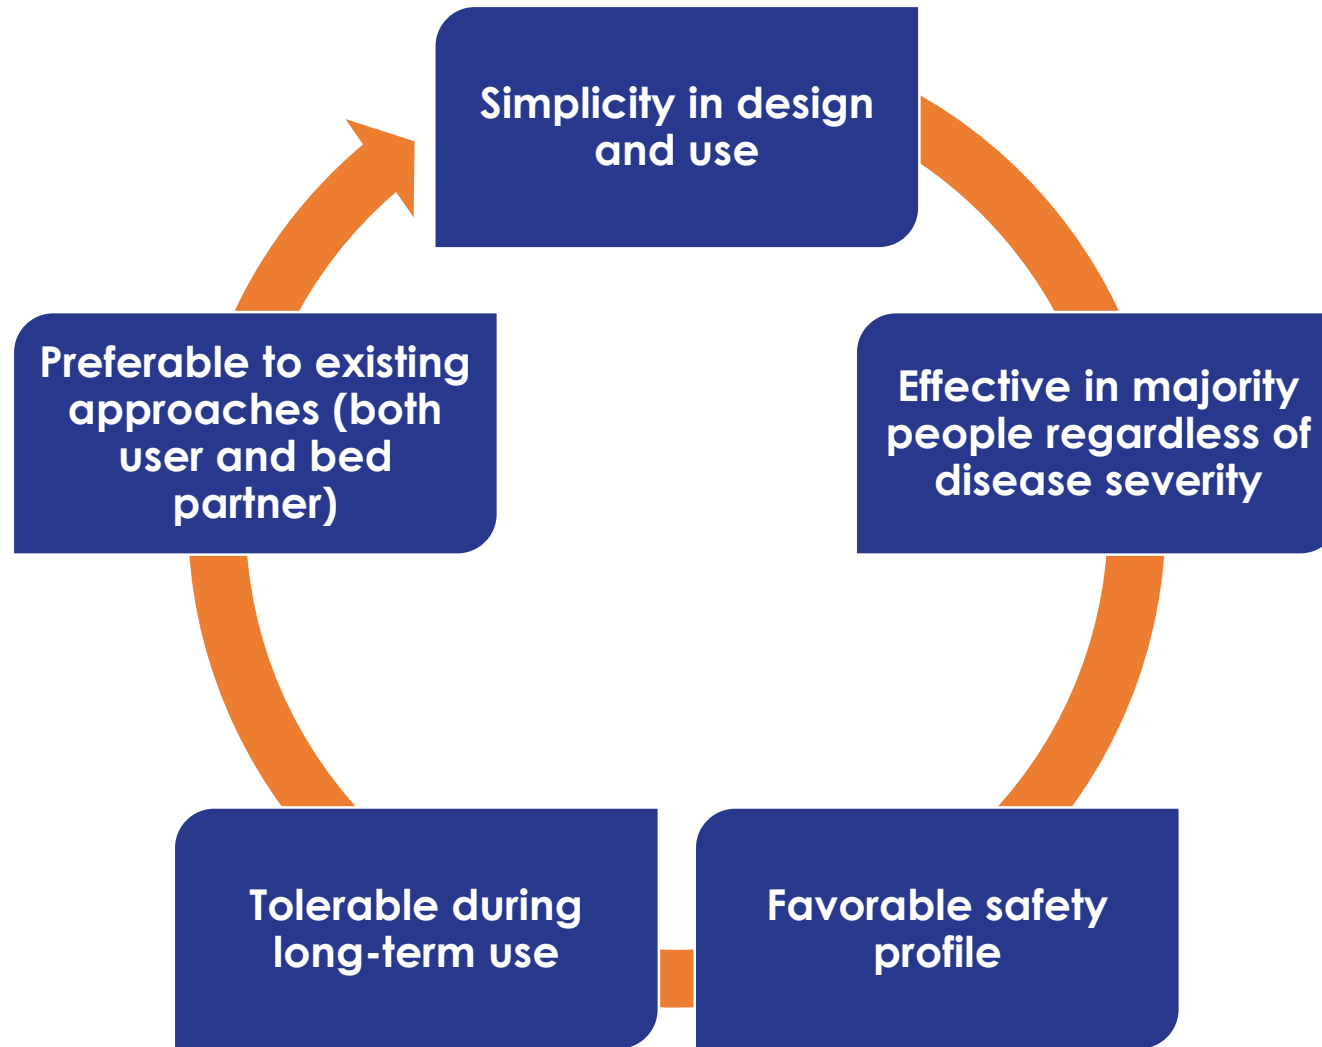 Simplicity in design
and use
Effective in majority
people regardless of
disease severity
Favorable safety
profile
Tolerable during
long-term use
Preferable to existing
approaches (both
user and bed
partner)